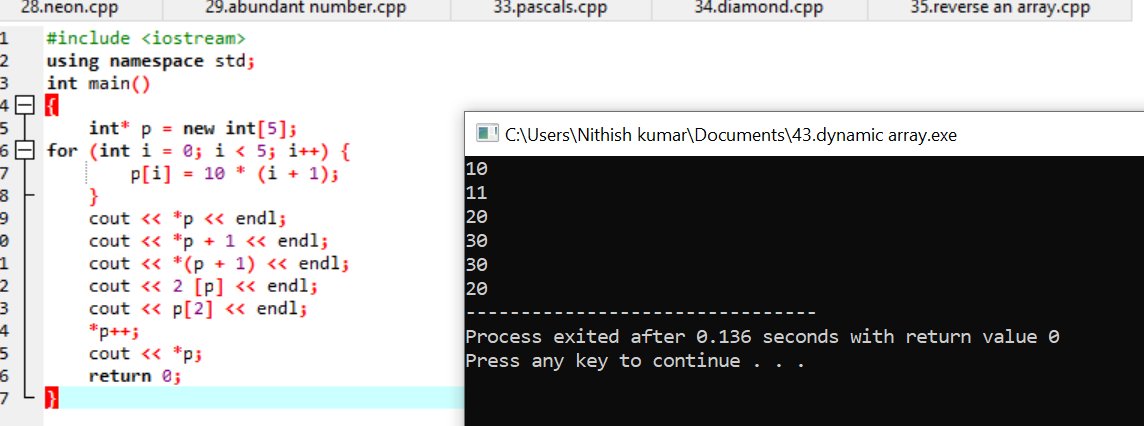 28.neon.cpp 29.abundant number.cpp 33.pascals.cpp 34.diamond.cpp 35.reverse an array.cpp
1 #include <iostream>
2 using namespace std;
3 int main()
4 {
5 int* p = new int[5];
6 for (int i = 0; i < 5; i++) {
7 p[i] = 10 * (i + 1);
8 }
9 cout << *p << endl;
0 cout << *p + 1 << endl;
1 cout << *(p + 1) << endl;
2 cout << 2 [p] << endl;
3 cout << p[2] << endl;
4 *p++;
5 cout << *p;
6 return 0;
7 }
C:\Users\Nithish kumar\Documents\43.dynamic array.exe
10
11
20
30
30
20
--------------------------------
Process exited after 0.136 seconds with return value 0
Press any key to continue . . .